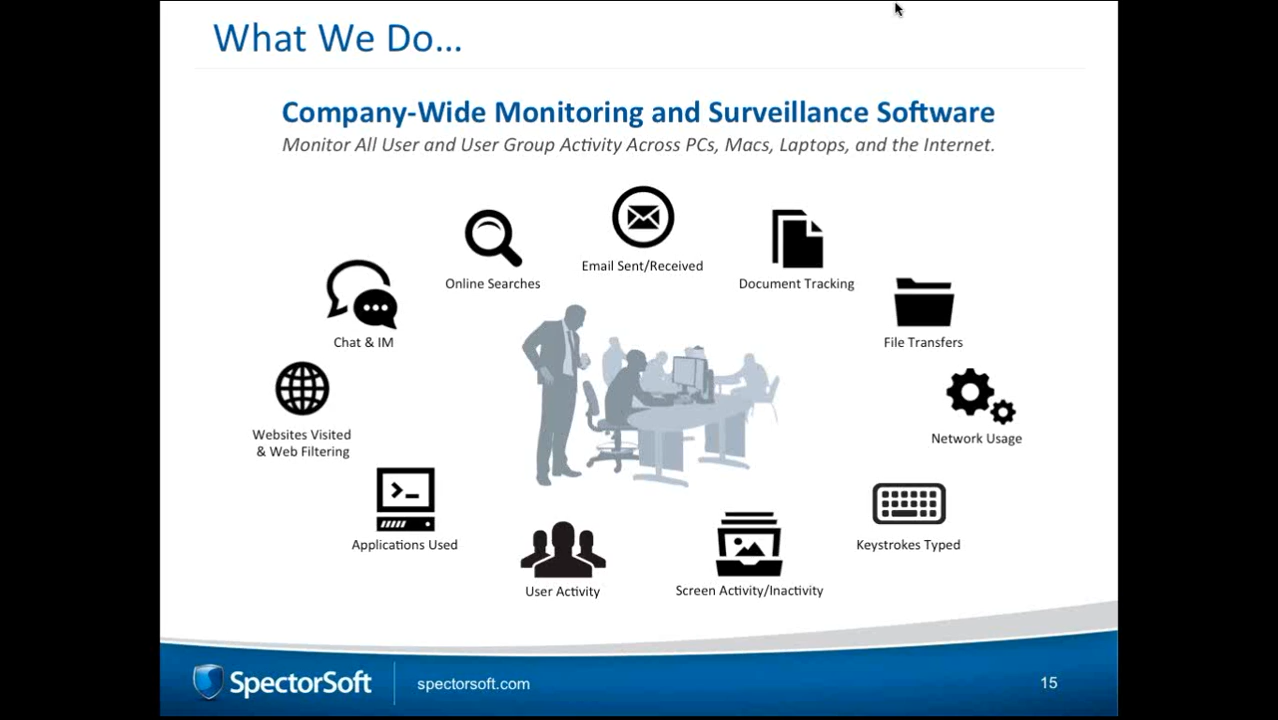 What We Do...
Company-Wide Monitoring and Surveillance Software
Monitor All User and User Group Activity Across PCs, Macs, Laptops, and the Internet.
Email Sent/Received
Online Searches
Document Tracking
Chat & IM
File Transfers
Websites Visited
& Web Filtering
Network Usage
Applications Used
Keystrokes Typed
User Activity
Screen Activity/Inactivity
SpectorSoft
spectorsoft.com
15